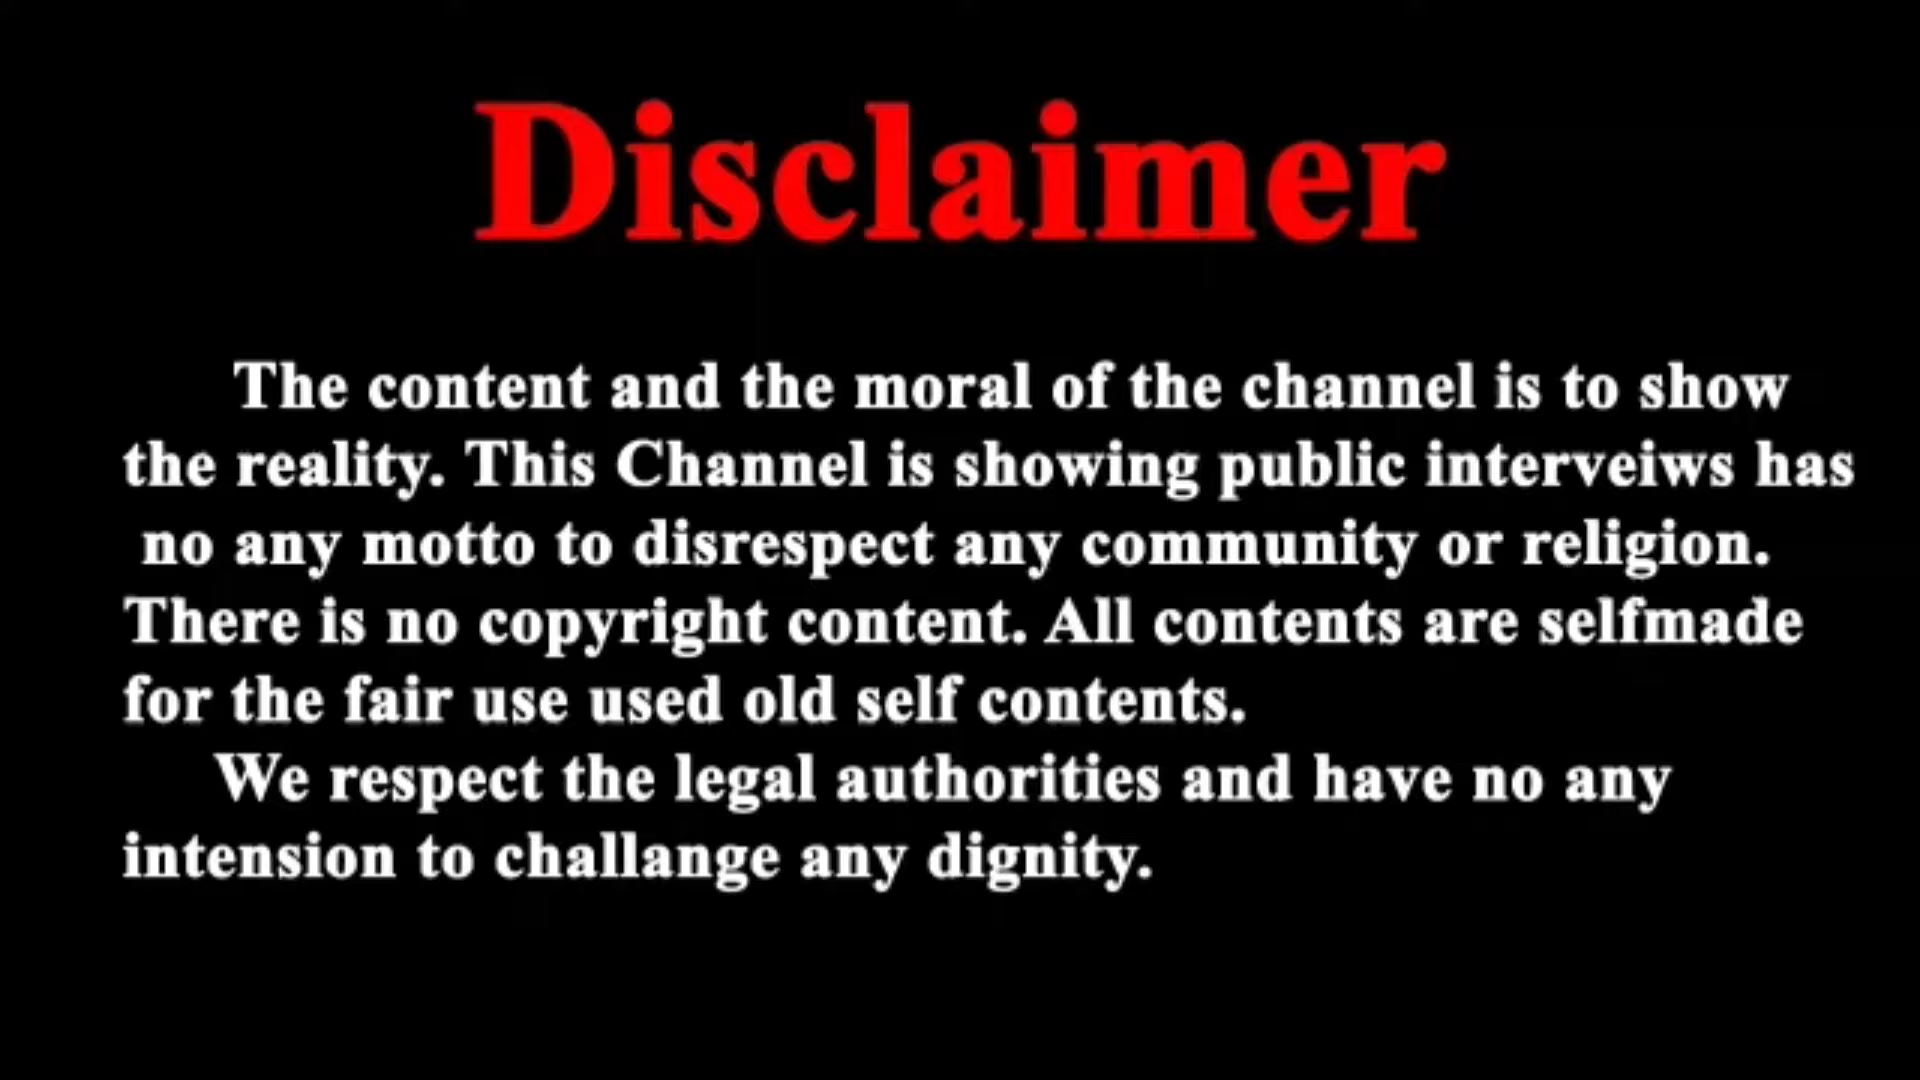 Disclaimer
The content and the moral of the channel is to show
the reality. This Channel is showing public interveiws has
no any motto to disrespect any community or religion.
There is no copyright content. All contents are selfmade
for the fair use used old self contents.
We respect the legal authorities and have no any
intension to challange any dignity.